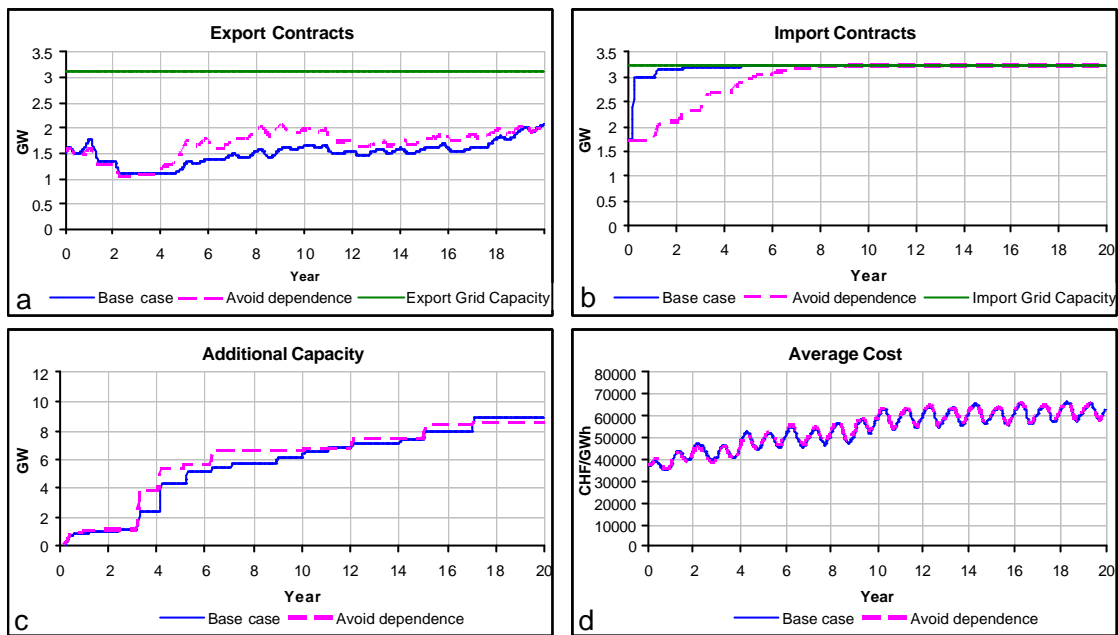 Export Contracts
3.5
3
2.5
2
1.5
1
0.5
0
GW
0 2 4 6 8 10 12 14 16 18
Year
Base case Avoid dependence Export Grid Capacity
a
Import Contracts
3.5
3
2.5
2
1.5
1
0.5
0
GW
0 2 4 6 8 10 12 14 16 18 20
Year
Base case Avoid dependence Import Grid Capacity
b
Additional Capacity
12
10
8
6
4
2
0
GW
0 2 4 6 8 10 12 14 16 18 20
Year
Base case Avoid dependence
c
Average Cost
80000
70000
60000
50000
40000
30000
20000
10000
0
CHF/GWh
0 2 4 6 8 10 12 14 16 18 20
Year
Base case Avoid dependence
d